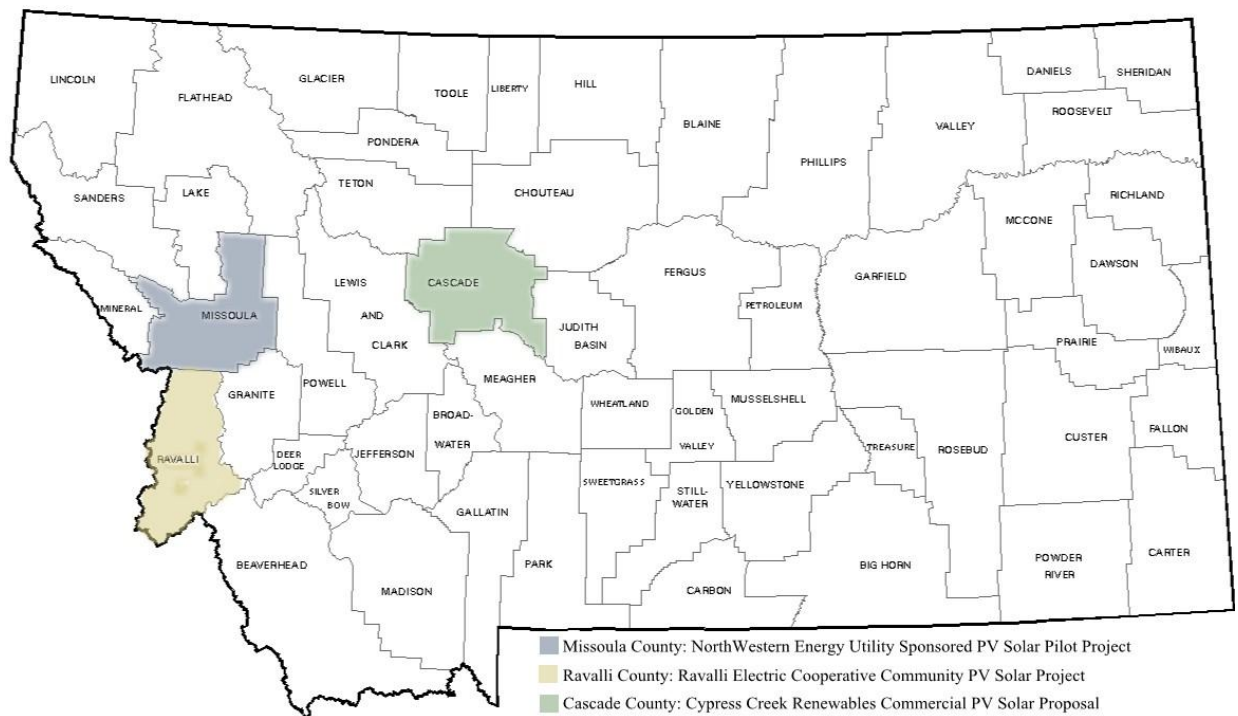 LINCOLN
FLATHEAD
GLACIER
TOOLE
LIBERTY
HILL
BLAINE
PHILLIPS
VALLEY
DANIELS
SHERIDAN
ROOSEVELT
PONDERA
TETON
CHOUTEAU
SANDERS
LAKE
RICHLAND
MCCONE
DAWSON
MINERAL
MISSOULA
LEWIS
AND
CLARK
CASCADE
JUDITH
BASIN
FERGUS
PETROLEUM
GARFIELD
PRAIRIE
WIBAUX
RAVALLI
GRANITE
POWELL
DEER
LODGE
SILVER
BOW
JEFFERSON
BROAD-
WATER
MEAGHER
WHEATLAND
GOLDEN
VALLEY
MUSSELSHELL
TREASURE
ROSEBUD
CUSTER
FALLON
BEAVERHEAD
MADISON
GALLATIN
PARK
SWEETGRASS
STILL-
WATER
YELLOWSTONE
CARBON
BIG HORN
POWDER
RIVER
CARTER
Missoula County: NorthWestern Energy Utility Sponsored PV Solar Pilot Project
Ravalli County: Ravalli Electric Cooperative Community PV Solar Project
Cascade County: Cypress Creek Renewables Commercial PV Solar Proposal